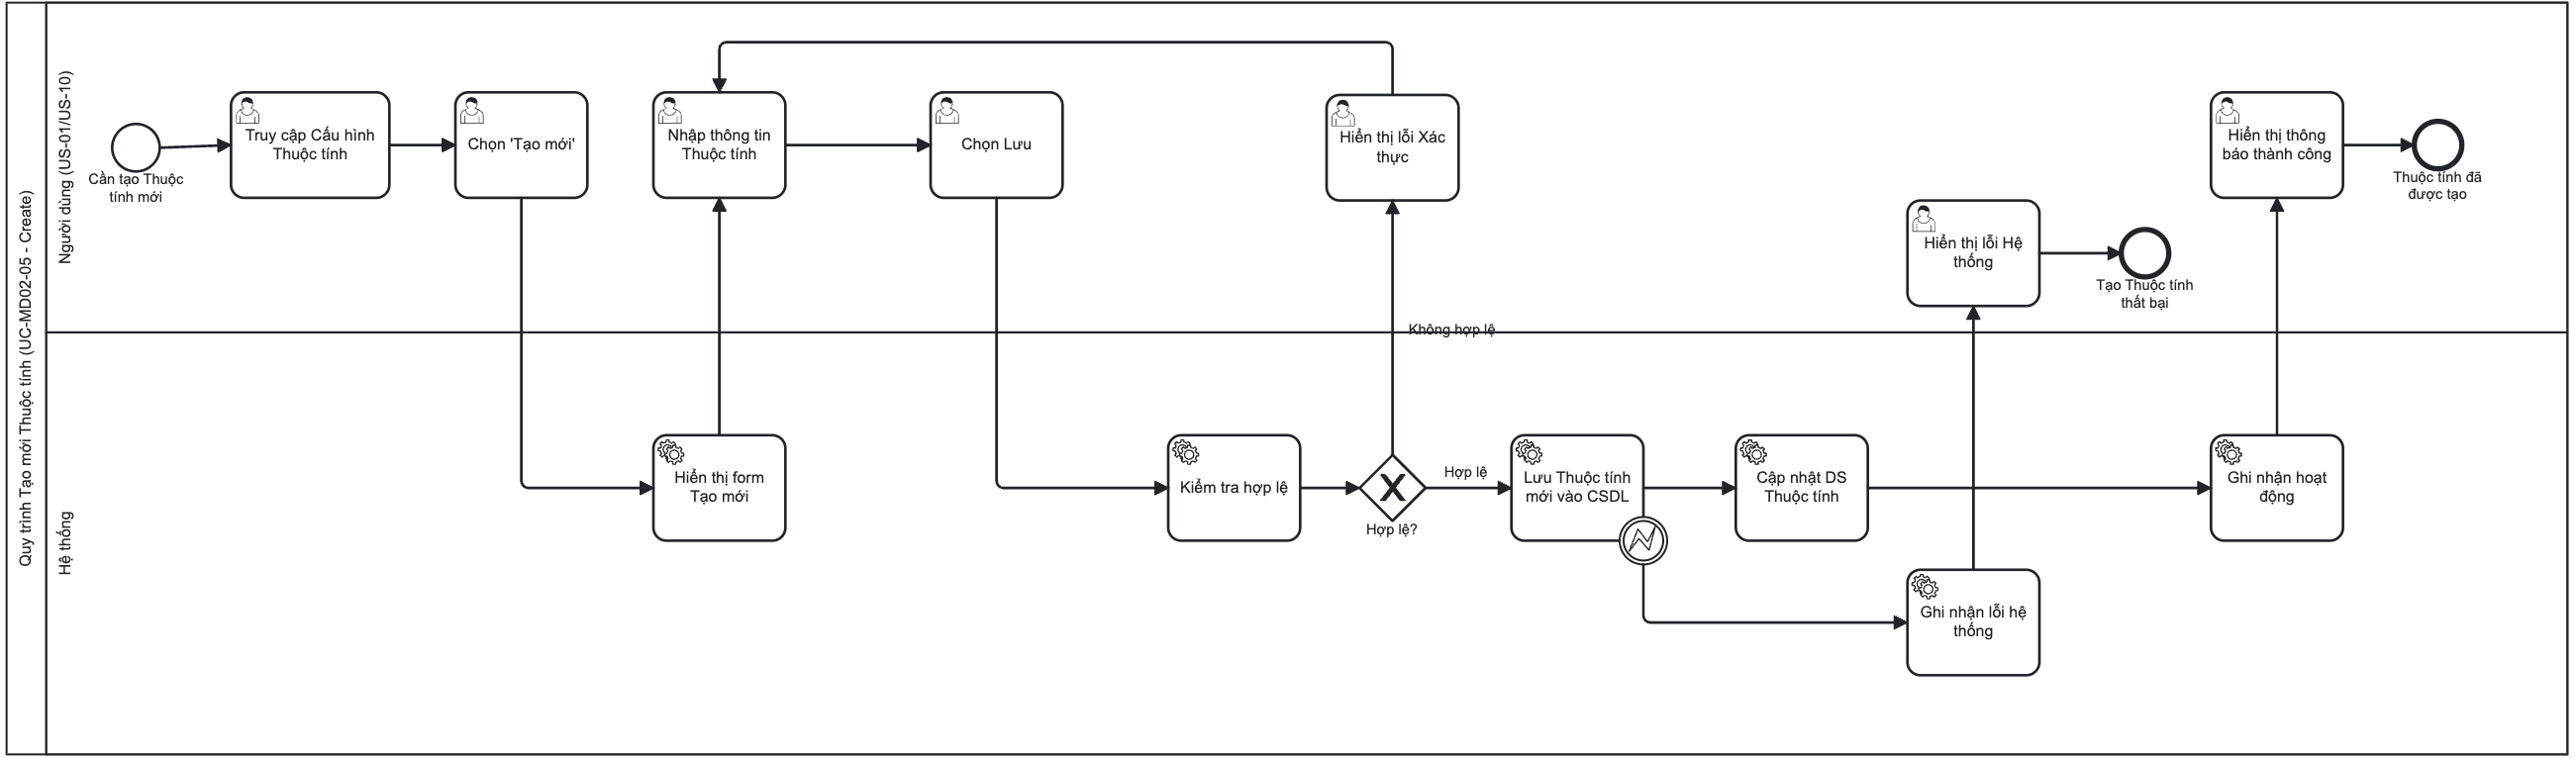 Quy trình Tạo mới Thuộc tính (UC-MD02-05 - Create)
Người dùng (US-01/US-10)
Cần tạo Thuộc
tính mới
Truy cập Cấu hình
Thuộc tính
Chọn 'Tạo mới'
Nhập thông tin
Thuộc tính
Chọn Lưu
Hiển thị lỗi Xác
thực
Hiển thị lỗi Hệ
thống
Tạo Thuộc tính
thất bại
Hiển thị thông
báo thành công
Thuộc tính đã
được tạo
Không hợp lệ
Hệ thống
Hiển thị form
Tạo mới
Kiểm tra hợp lệ
Hợp lệ?
Hợp lệ
Lưu Thuộc tính
mới vào CSDL
Cập nhật DS
Thuộc tính
Ghi nhận lỗi hệ
thống
Ghi nhận hoạt
động